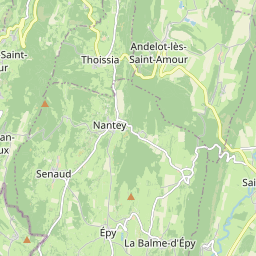 Andelot-lès-
Saint-Amour
Saint-
ur
Thoissia
Nantey
an-
ux
Senaud
Sai
Épy
La Balme-d'Épy